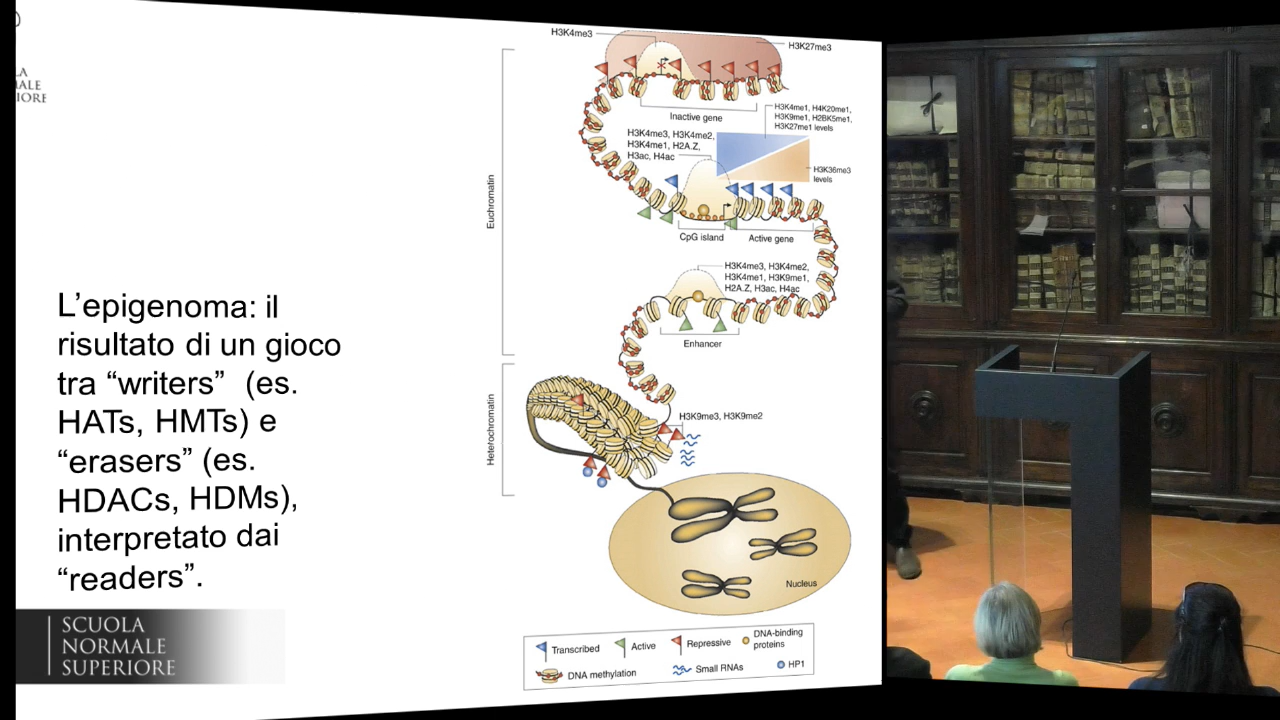 LA
ALE
IORE
L’epigenoma: il
risultato di un gioco
tra “writers” (es.
HATs, HMTs) e
“erasers” (es.
HDACs, HDMs),
interpretato dai
“readers”.
SCUOLA
NORMALE
SUPERIORE
H3K4me3
H3K27me3
Inactive gene
H3K4me1, H4K20me1,
H3K9me1, H2BK5me1,
H3K27me1 levels
H3K4me3, H3K4me2,
H3K4me1, H2A.Z,
H3ac, H4ac
H3K36me3
levels
Euchromatin
CpG island
Active gene
H3K4me3, H3K4me2,
H3K4me1, H3K9me1,
H2A.Z, H3ac, H4ac
Enhancer
Heterochromatin
H3K9me3, H3K9me2
Nucleus
Transcribed
Active
Repressive
DNA-binding
proteins
DNA methylation
Small RNAs
HP1